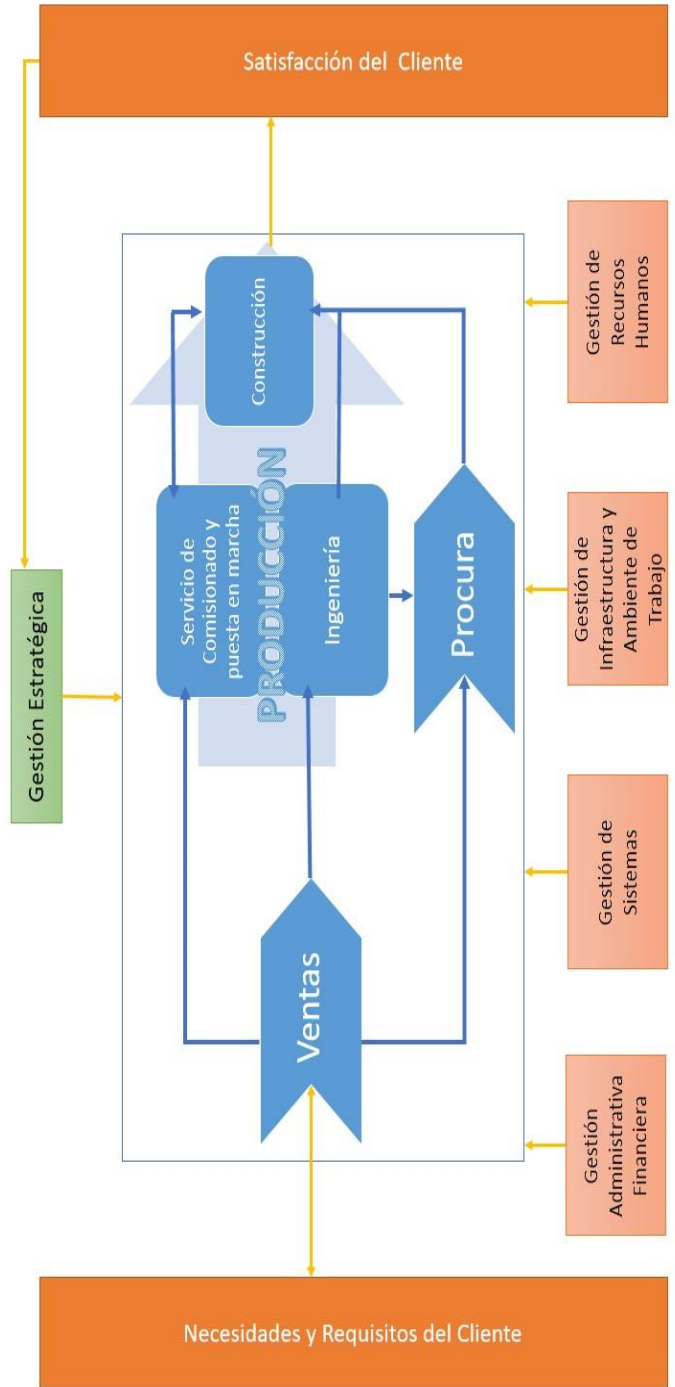 Gestión Estratégica
Necesidades y Requisitos del Cliente
Ventas
Servicio de
Comisionado y
puesta en marcha
PRODUCCIÓN
Ingeniería
Procura
Construcción
Satisfacción del Cliente
Gestión
Administrativa
Financiera
Gestión de
Sistemas
Gestión de
Infraestructura y
Ambiente de
Trabajo
Gestión de
Recursos
Humanos